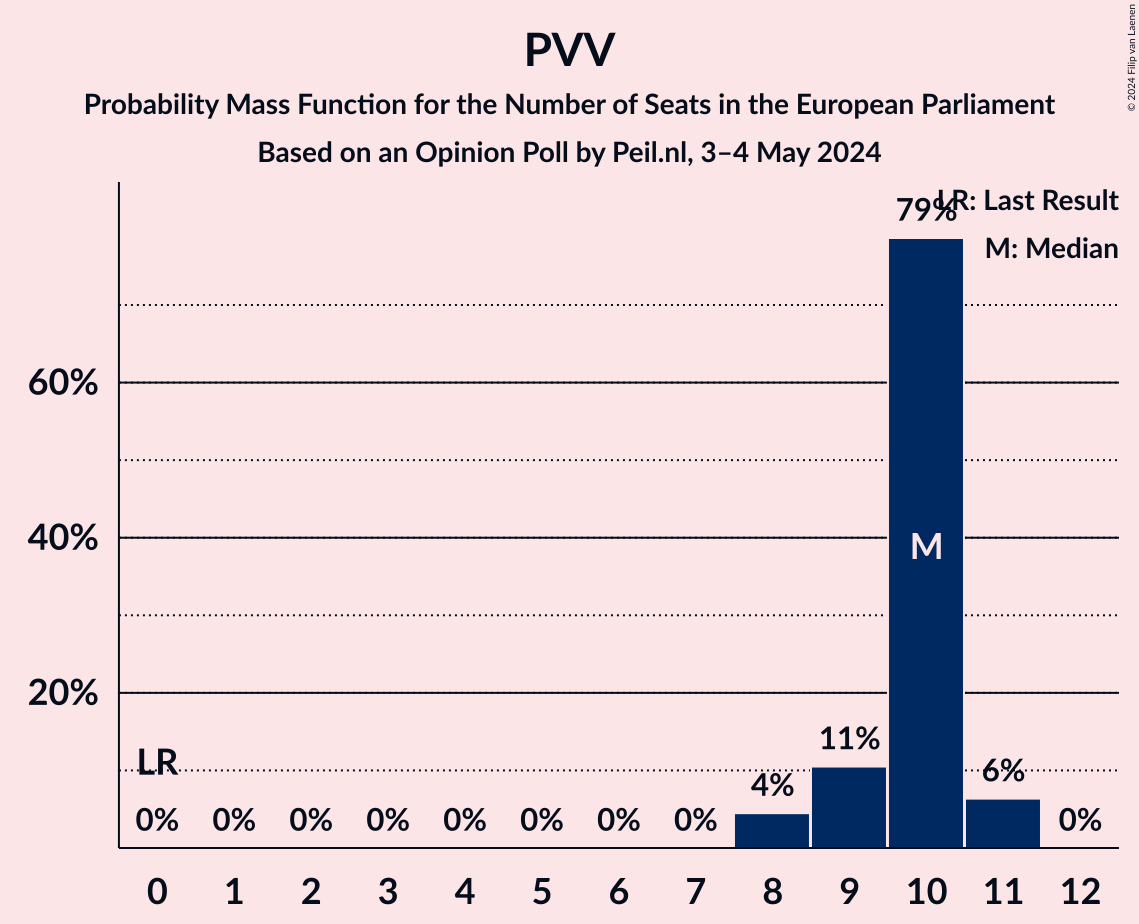 PVV
Probability Mass Function for the Number of Seats in the European Parliament
Based on an Opinion Poll by Peil.nl, 3–4 May 2024
© 2024 Filip van Laenen
LR: Last Result
M: Median
79%
60%
40%
M
20%
11%
LR
6%
4%
0% 0% 0% 0% 0% 0% 0% 0% 0%
0 1 2 3 4 5 6 7 8 9 10 11 12